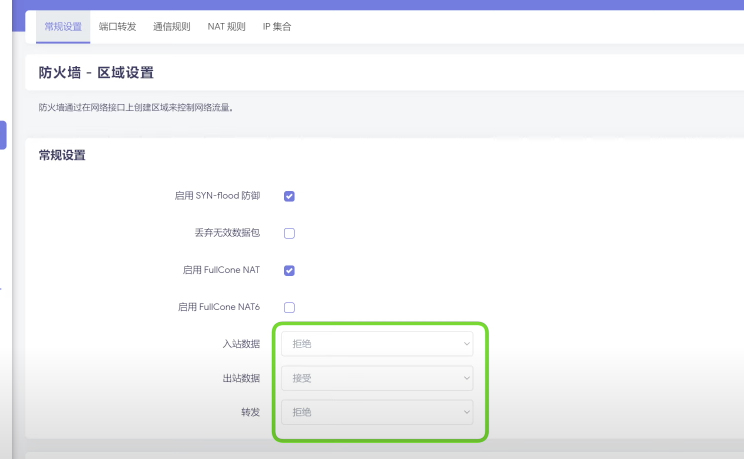 常规设置 端口转发 通信规则 NAT 规则 IP 集合
防火墙 - 区域设置
防火墙通过在网络接口上创建区域来控制网络流量。
常规设置
启用 SYN-flood 防御
丢弃无效数据包
启用 FullCone NAT
启用 FullCone NAT6
入站数据 拒绝
出站数据 接受
转发 拒绝